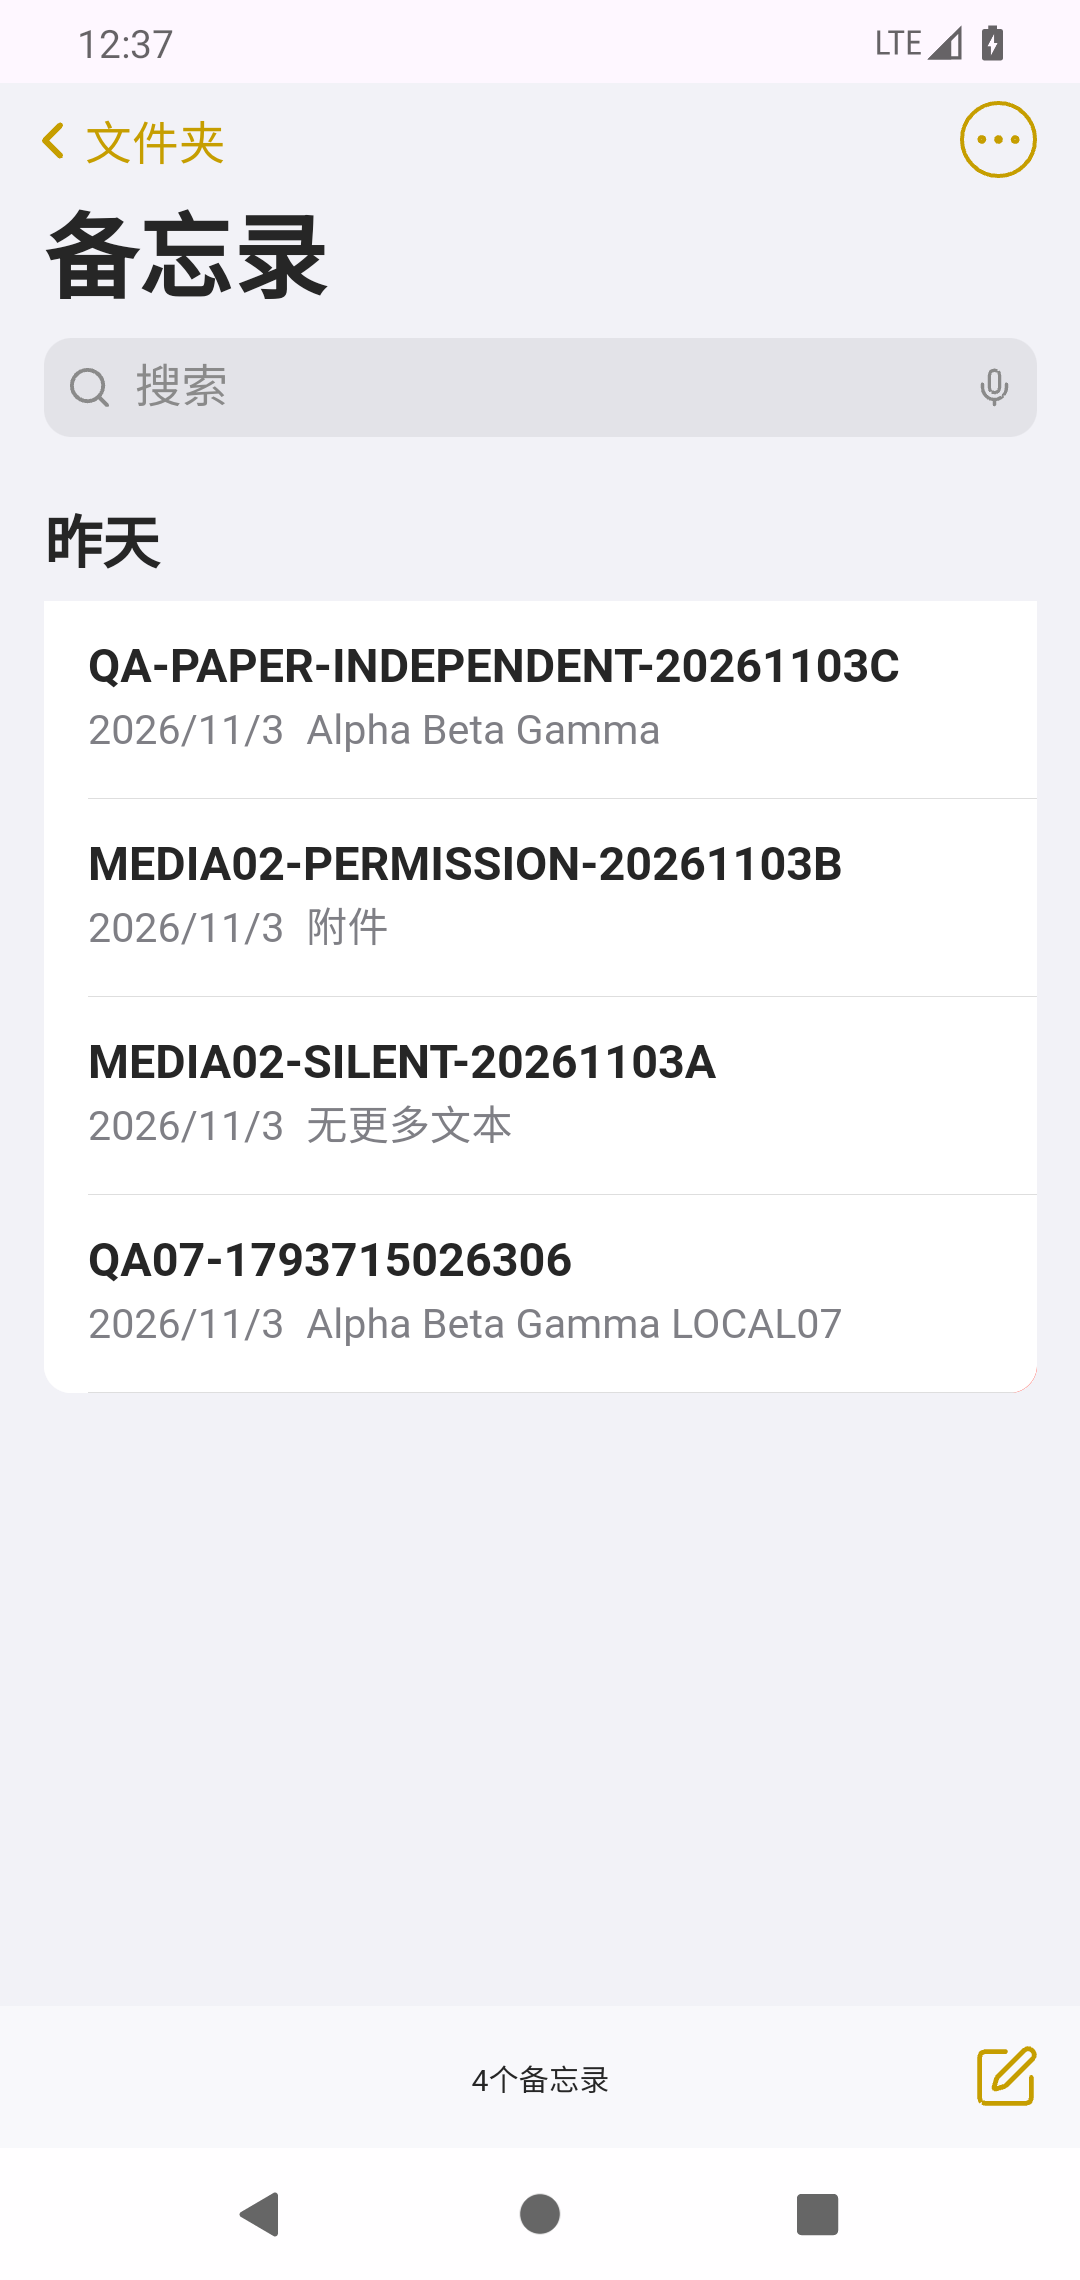 12:37
LTE
文件夹
备忘录
搜索
昨天
QA-PAPER-INDEPENDENT-20261103C
2026/11/3 Alpha Beta Gamma
MEDIA02-PERMISSION-20261103B
2026/11/3 附件
MEDIA02-SILENT-20261103A
2026/11/3 无更多文本
QA07-1793715026306
2026/11/3 Alpha Beta Gamma LOCAL07
4个备忘录